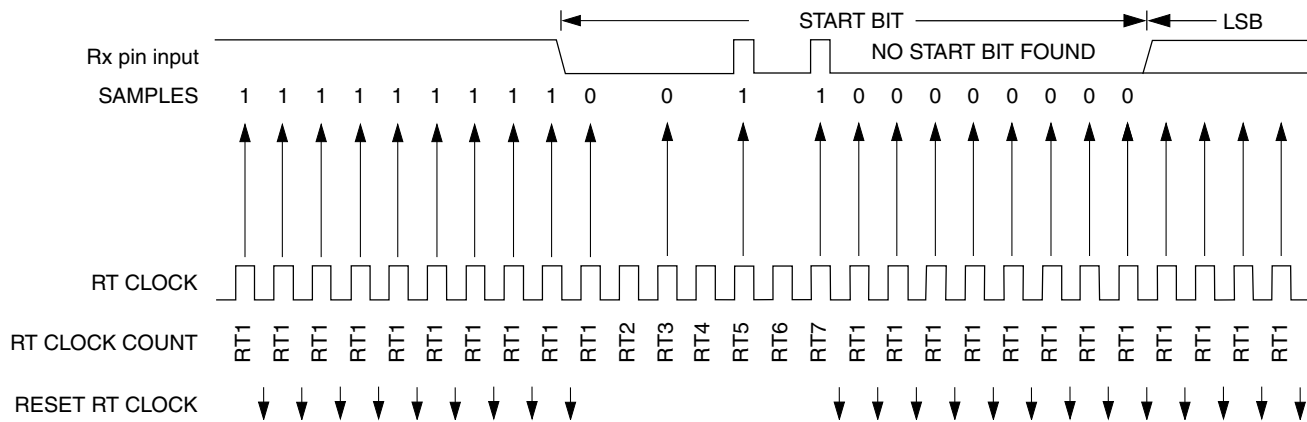 START BIT LSB
Rx pin input NO START BIT FOUND
SAMPLES 1 1 1 1 1 1 1 1 1 0 0 1 1 0 0 0 0 0 0 0 0
RT CLOCK
RT CLOCK COUNT RT1 RT1 RT1 RT1 RT1 RT1 RT1 RT1 RT1 RT1 RT2 RT3 RT4 RT5 RT6 RT7 RT1 RT1 RT1 RT1 RT1 RT1 RT1 RT1 RT1 RT1 RT1 RT1
RESET RT CLOCK